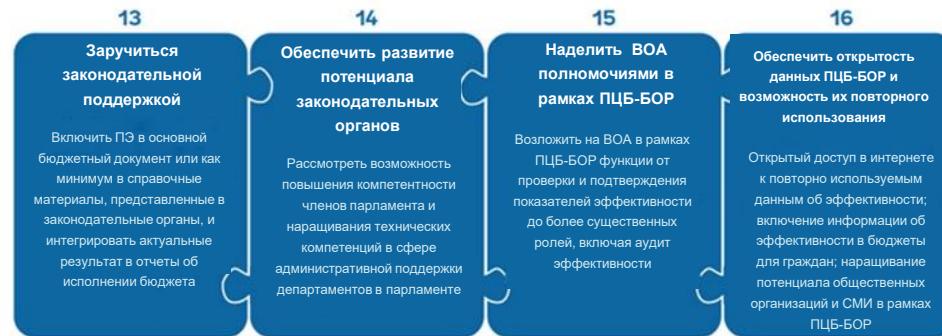 13
Заручиться
законодательной
поддержкой
Включить ПЭ в основной
бюджетный документ или как
минимум в справочные
материалы, представленные в
законодательные органы, и
интегрировать актуальные
результат в отчеты об
исполнении бюджета
14
Обеспечить развитие
потенциала
законодательных
органов
Рассмотреть возможность
повышения компетентности
членов парламента и
наращивания технических
компетенций в сфере
административной поддержки
департаментов в парламенте
15
Наделить ВОА
полномочиями в
рамках ПЦБ-БОР
Возложить на ВОА в рамках
ПЦБ-БОР функции от
проверки и подтверждения
показателей эффективности
до более существенных
ролей, включая аудит
эффективности
16
Обеспечить открытость
данных ПЦБ-БОР и
возможность их повторного
использования
Открытый доступ в интернете
к повторно используемым
данным об эффективности;
включение информации об
эффективности в бюджеты
для граждан; наращивание
потенциала общественных
организаций и СМИ в рамках
ПЦБ-БОР